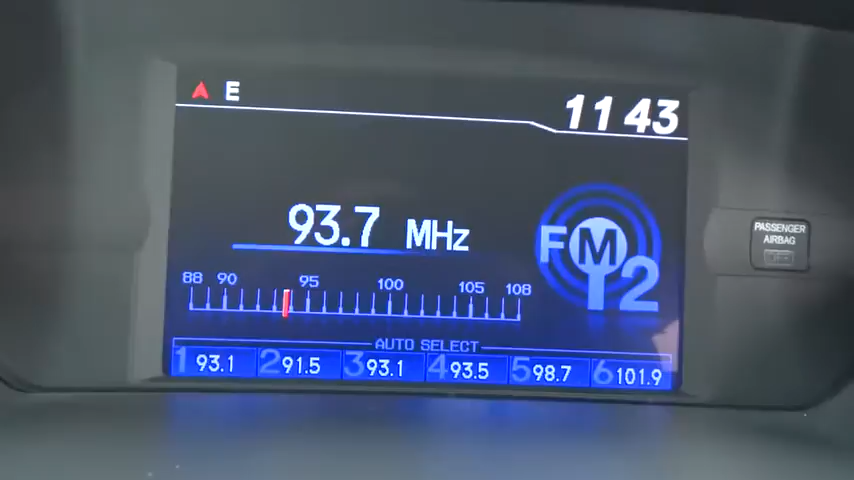 E
11 43
93.7 MHz
FM 2
88 90 95 100 105 108
AUTO SELECT
1 93.1 2 91.5 3 93.1 4 93.5 5 98.7 6 101.9
PASSENGER
AIRBAG